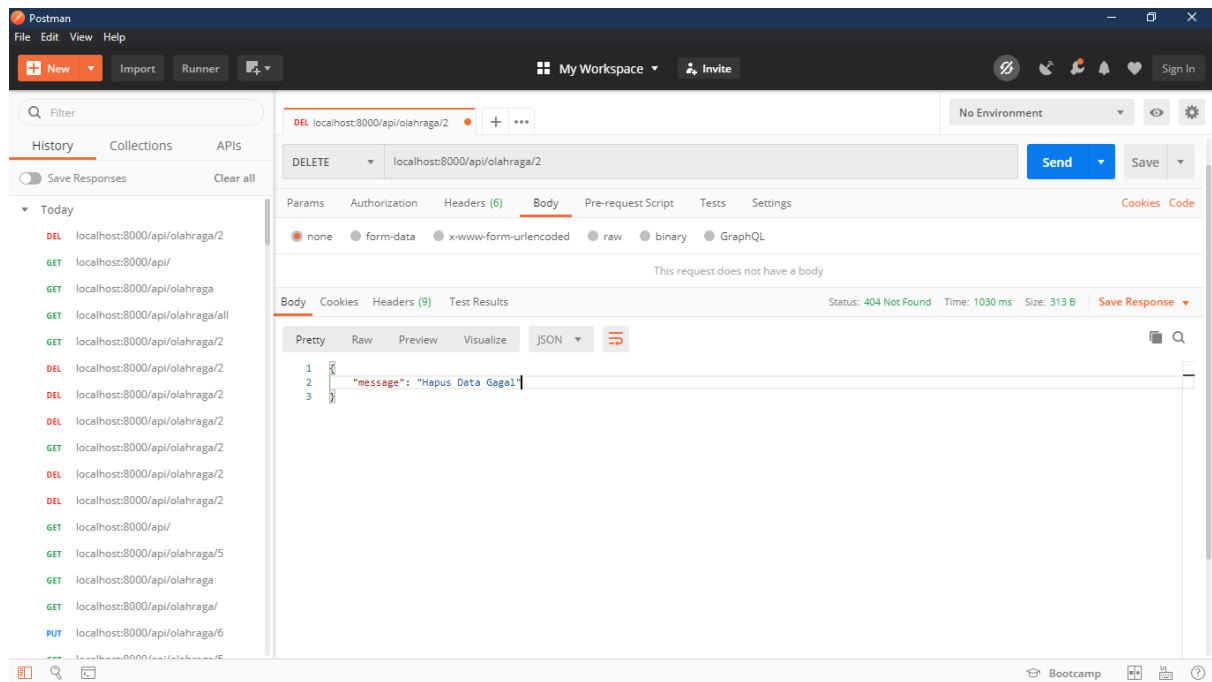 Postman
File Edit View Help
New Import Runner My Workspace Invite Sign In
Filter
History Collections APIs
Save Responses Clear all
Today
DEL localhost:8000/api/olahraga/2
GET localhost:8000/api/
GET localhost:8000/api/olahraga
GET localhost:8000/api/olahraga/all
GET localhost:8000/api/olahraga/2
DEL localhost:8000/api/olahraga/2
DEL localhost:8000/api/olahraga/2
DEL localhost:8000/api/olahraga/2
GET localhost:8000/api/olahraga/2
DEL localhost:8000/api/olahraga/2
DEL localhost:8000/api/olahraga/2
GET localhost:8000/api/
GET localhost:8000/api/olahraga/5
GET localhost:8000/api/olahraga
GET localhost:8000/api/olahraga/
PUT localhost:8000/api/olahraga/6
DEL localhost:8000/api/olahraga/2
No Environment
DELETE localhost:8000/api/olahraga/2 Send Save
Params Authorization Headers (6) Body Pre-request Script Tests Settings Cookies Code
none form-data x-www-form-urlencoded raw binary GraphQL
This request does not have a body
Body Cookies Headers (9) Test Results Status: 404 Not Found Time: 1030 ms Size: 313 B Save Response
Pretty Raw Preview Visualize JSON
1 {
2 "message": "Hapus Data Gagal"
3 }
Bootcamp